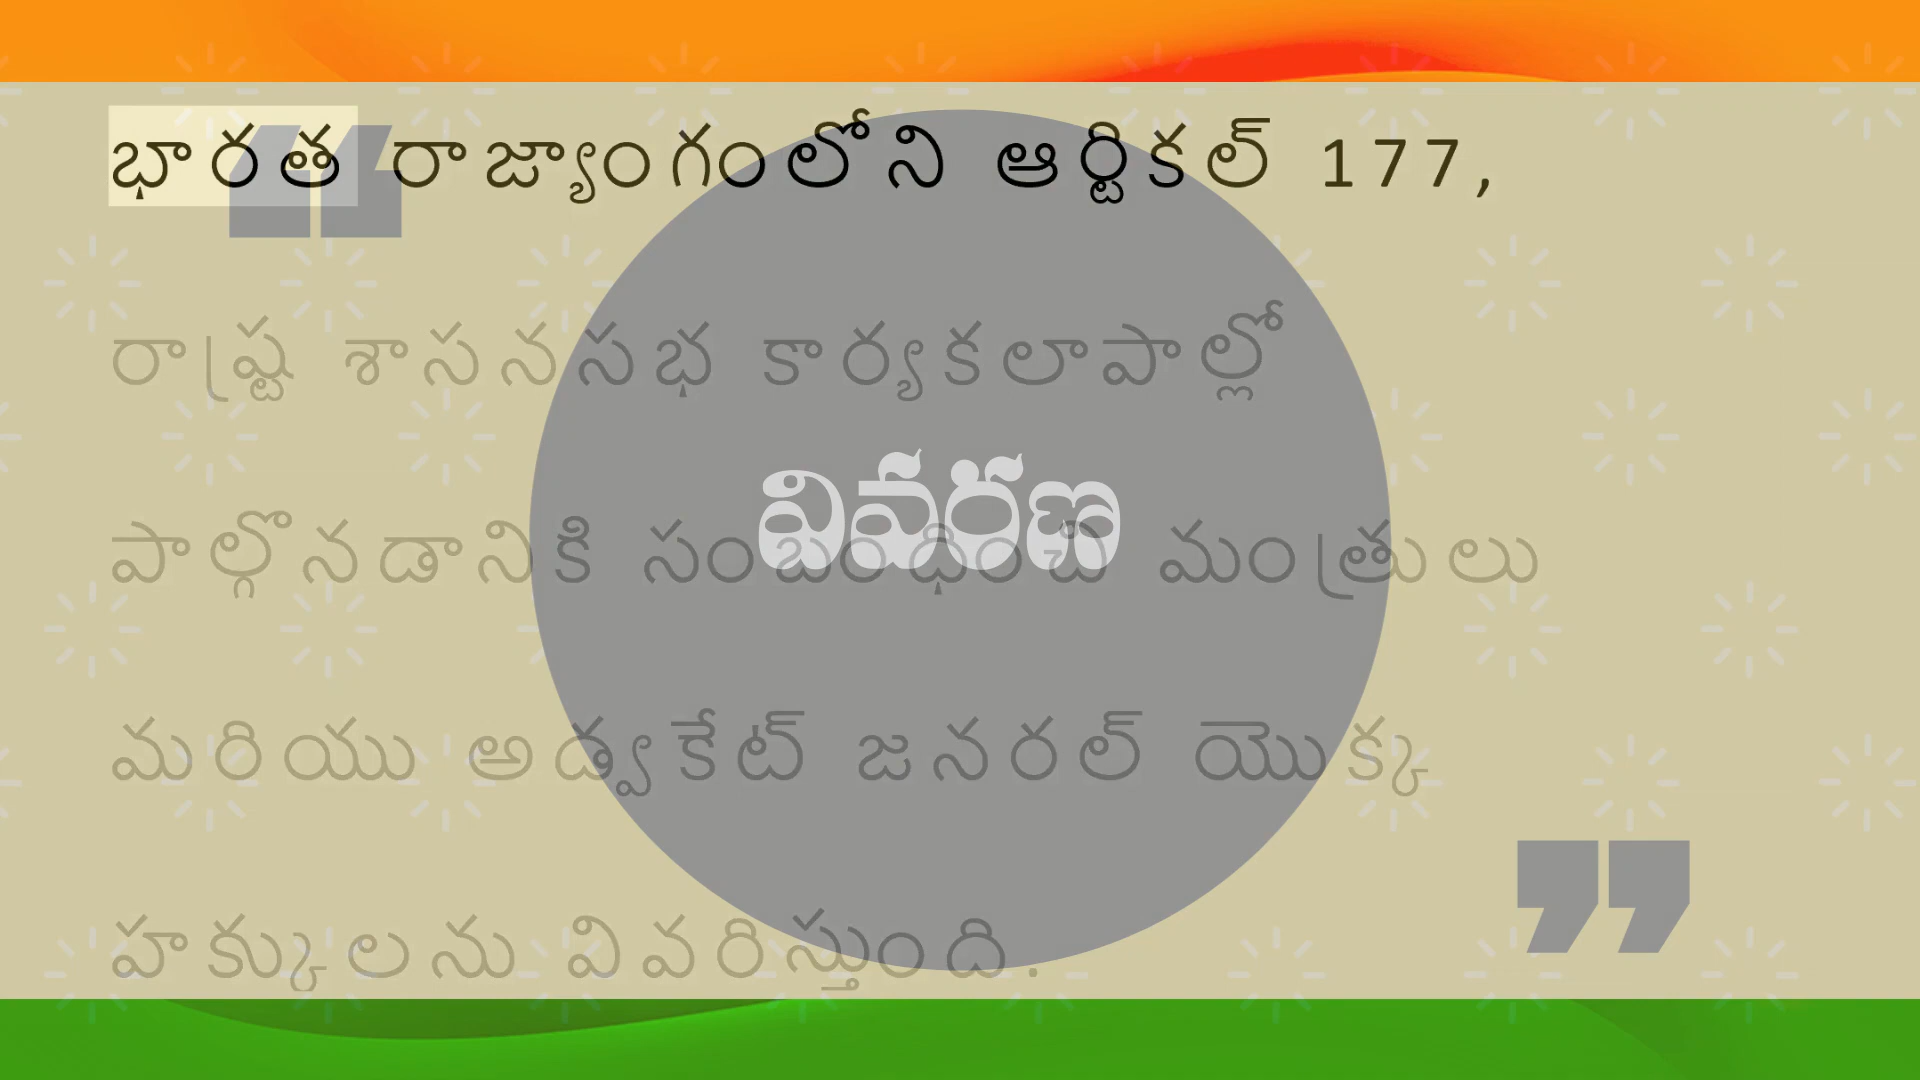 భారత రాజ్యాంగంలోని ఆర్టికల్ 177,
రాష్ట్ర శాసనసభ కార్యకలాపాల్లో
వివరణ
పాల్గొనడానికి సంబంధించి మంత్రులు
మరియు అడ్వకేట్ జనరల్ యొక్క
హక్కులను వివరిస్తుంది.